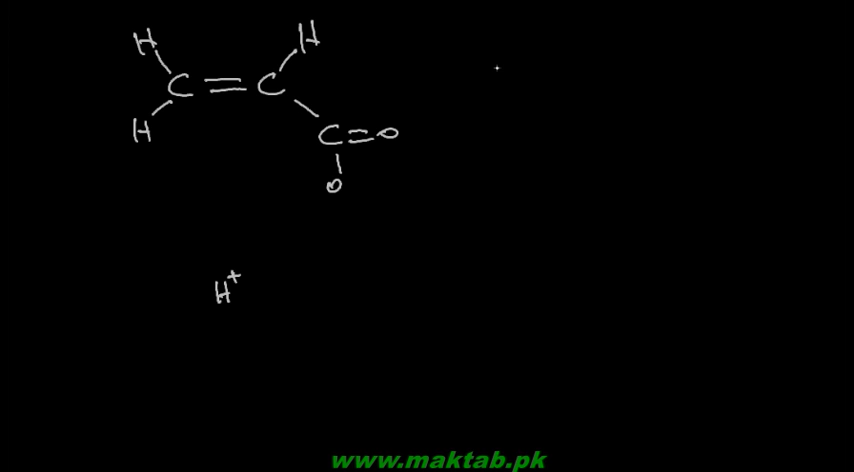 H H
C = C
H C = O
O
H+
www.maktab.pk